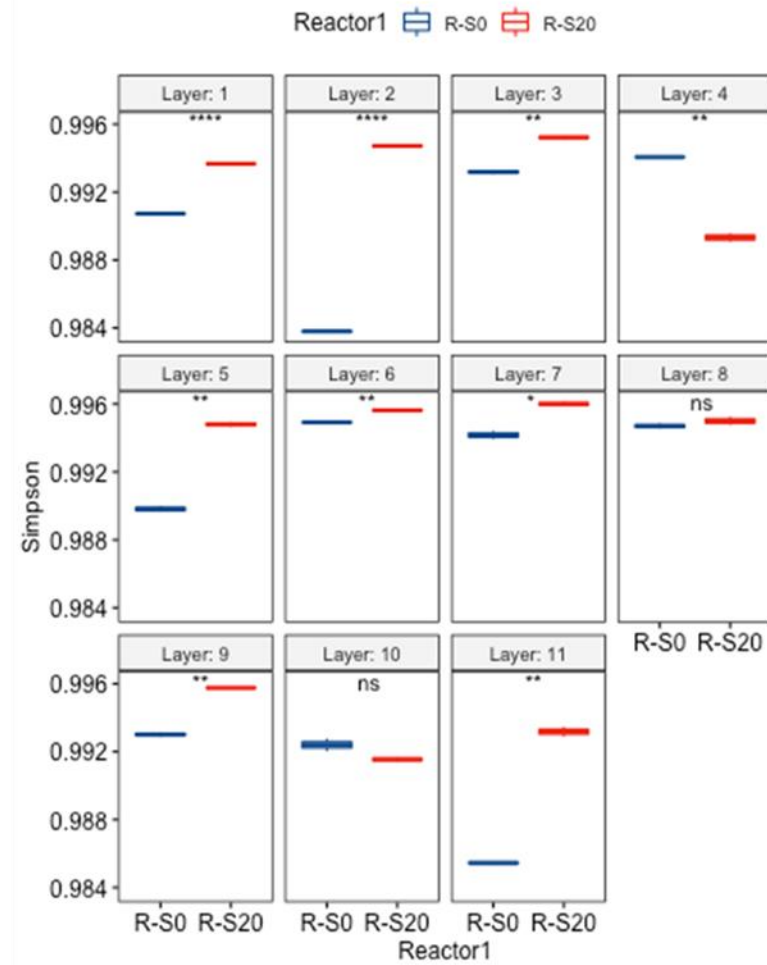 Reactor1 R-S0 R-S20
Layer: 1 Layer: 2 Layer: 3 Layer: 4
**** **** ** **
0.996
0.992
0.988
0.984
Layer: 5 Layer: 6 Layer: 7 Layer: 8
** ** * ns
0.996
0.992
0.988
0.984
Simpson
R-S0 R-S20
Layer: 9 Layer: 10 Layer: 11
** ns **
0.996
0.992
0.988
0.984
R-S0 R-S20 R-S0 R-S20 R-S0 R-S20
Reactor1